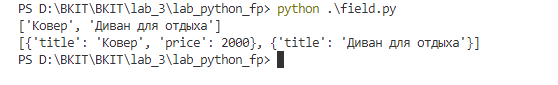 PS D:\BKIT\BKIT\lab_3\lab_python_fp> python .\field.py
['Ковер', 'Диван для отдыха']
[{'title': 'Ковер', 'price': 2000}, {'title': 'Диван для отдыха'}]
PS D:\BKIT\BKIT\lab_3\lab_python_fp>